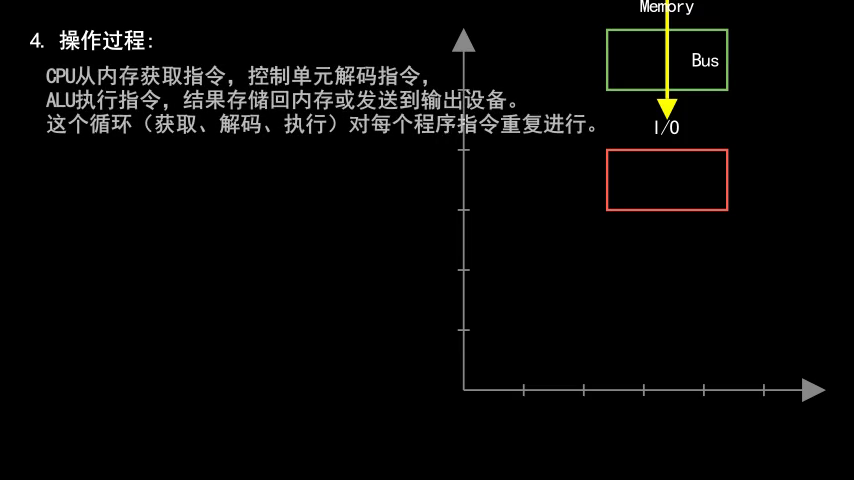 4. 操作过程:
CPU从内存获取指令，控制单元解码指令，
ALU执行指令，结果存储回内存或发送到输出设备。
这个循环（获取、解码、执行）对每个程序指令重复进行。
Memory
Bus
I/O